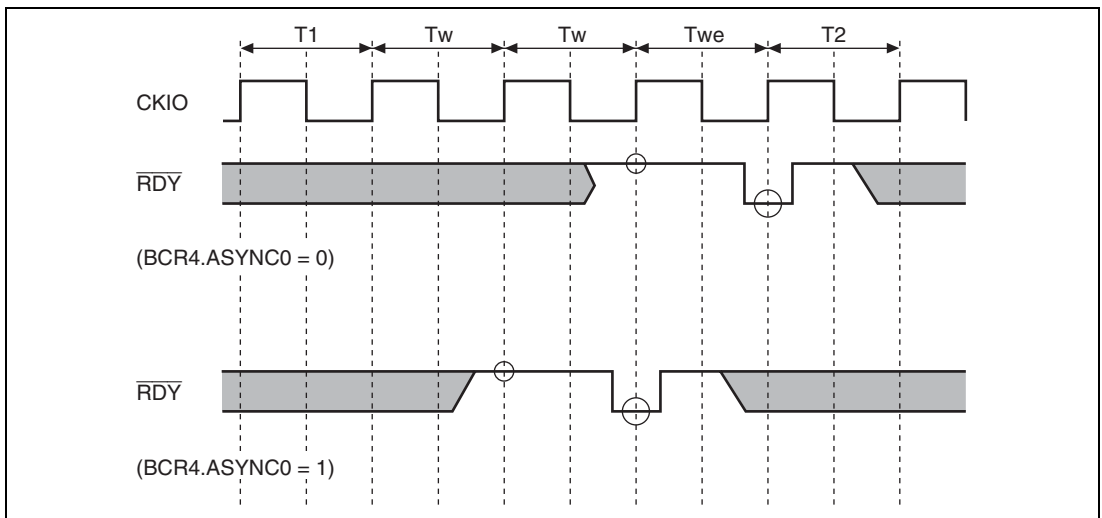 T1 Tw Tw Twe T2
CKIO
RDY
(BCR4.ASYNC0 = 0)
RDY
(BCR4.ASYNC0 = 1)